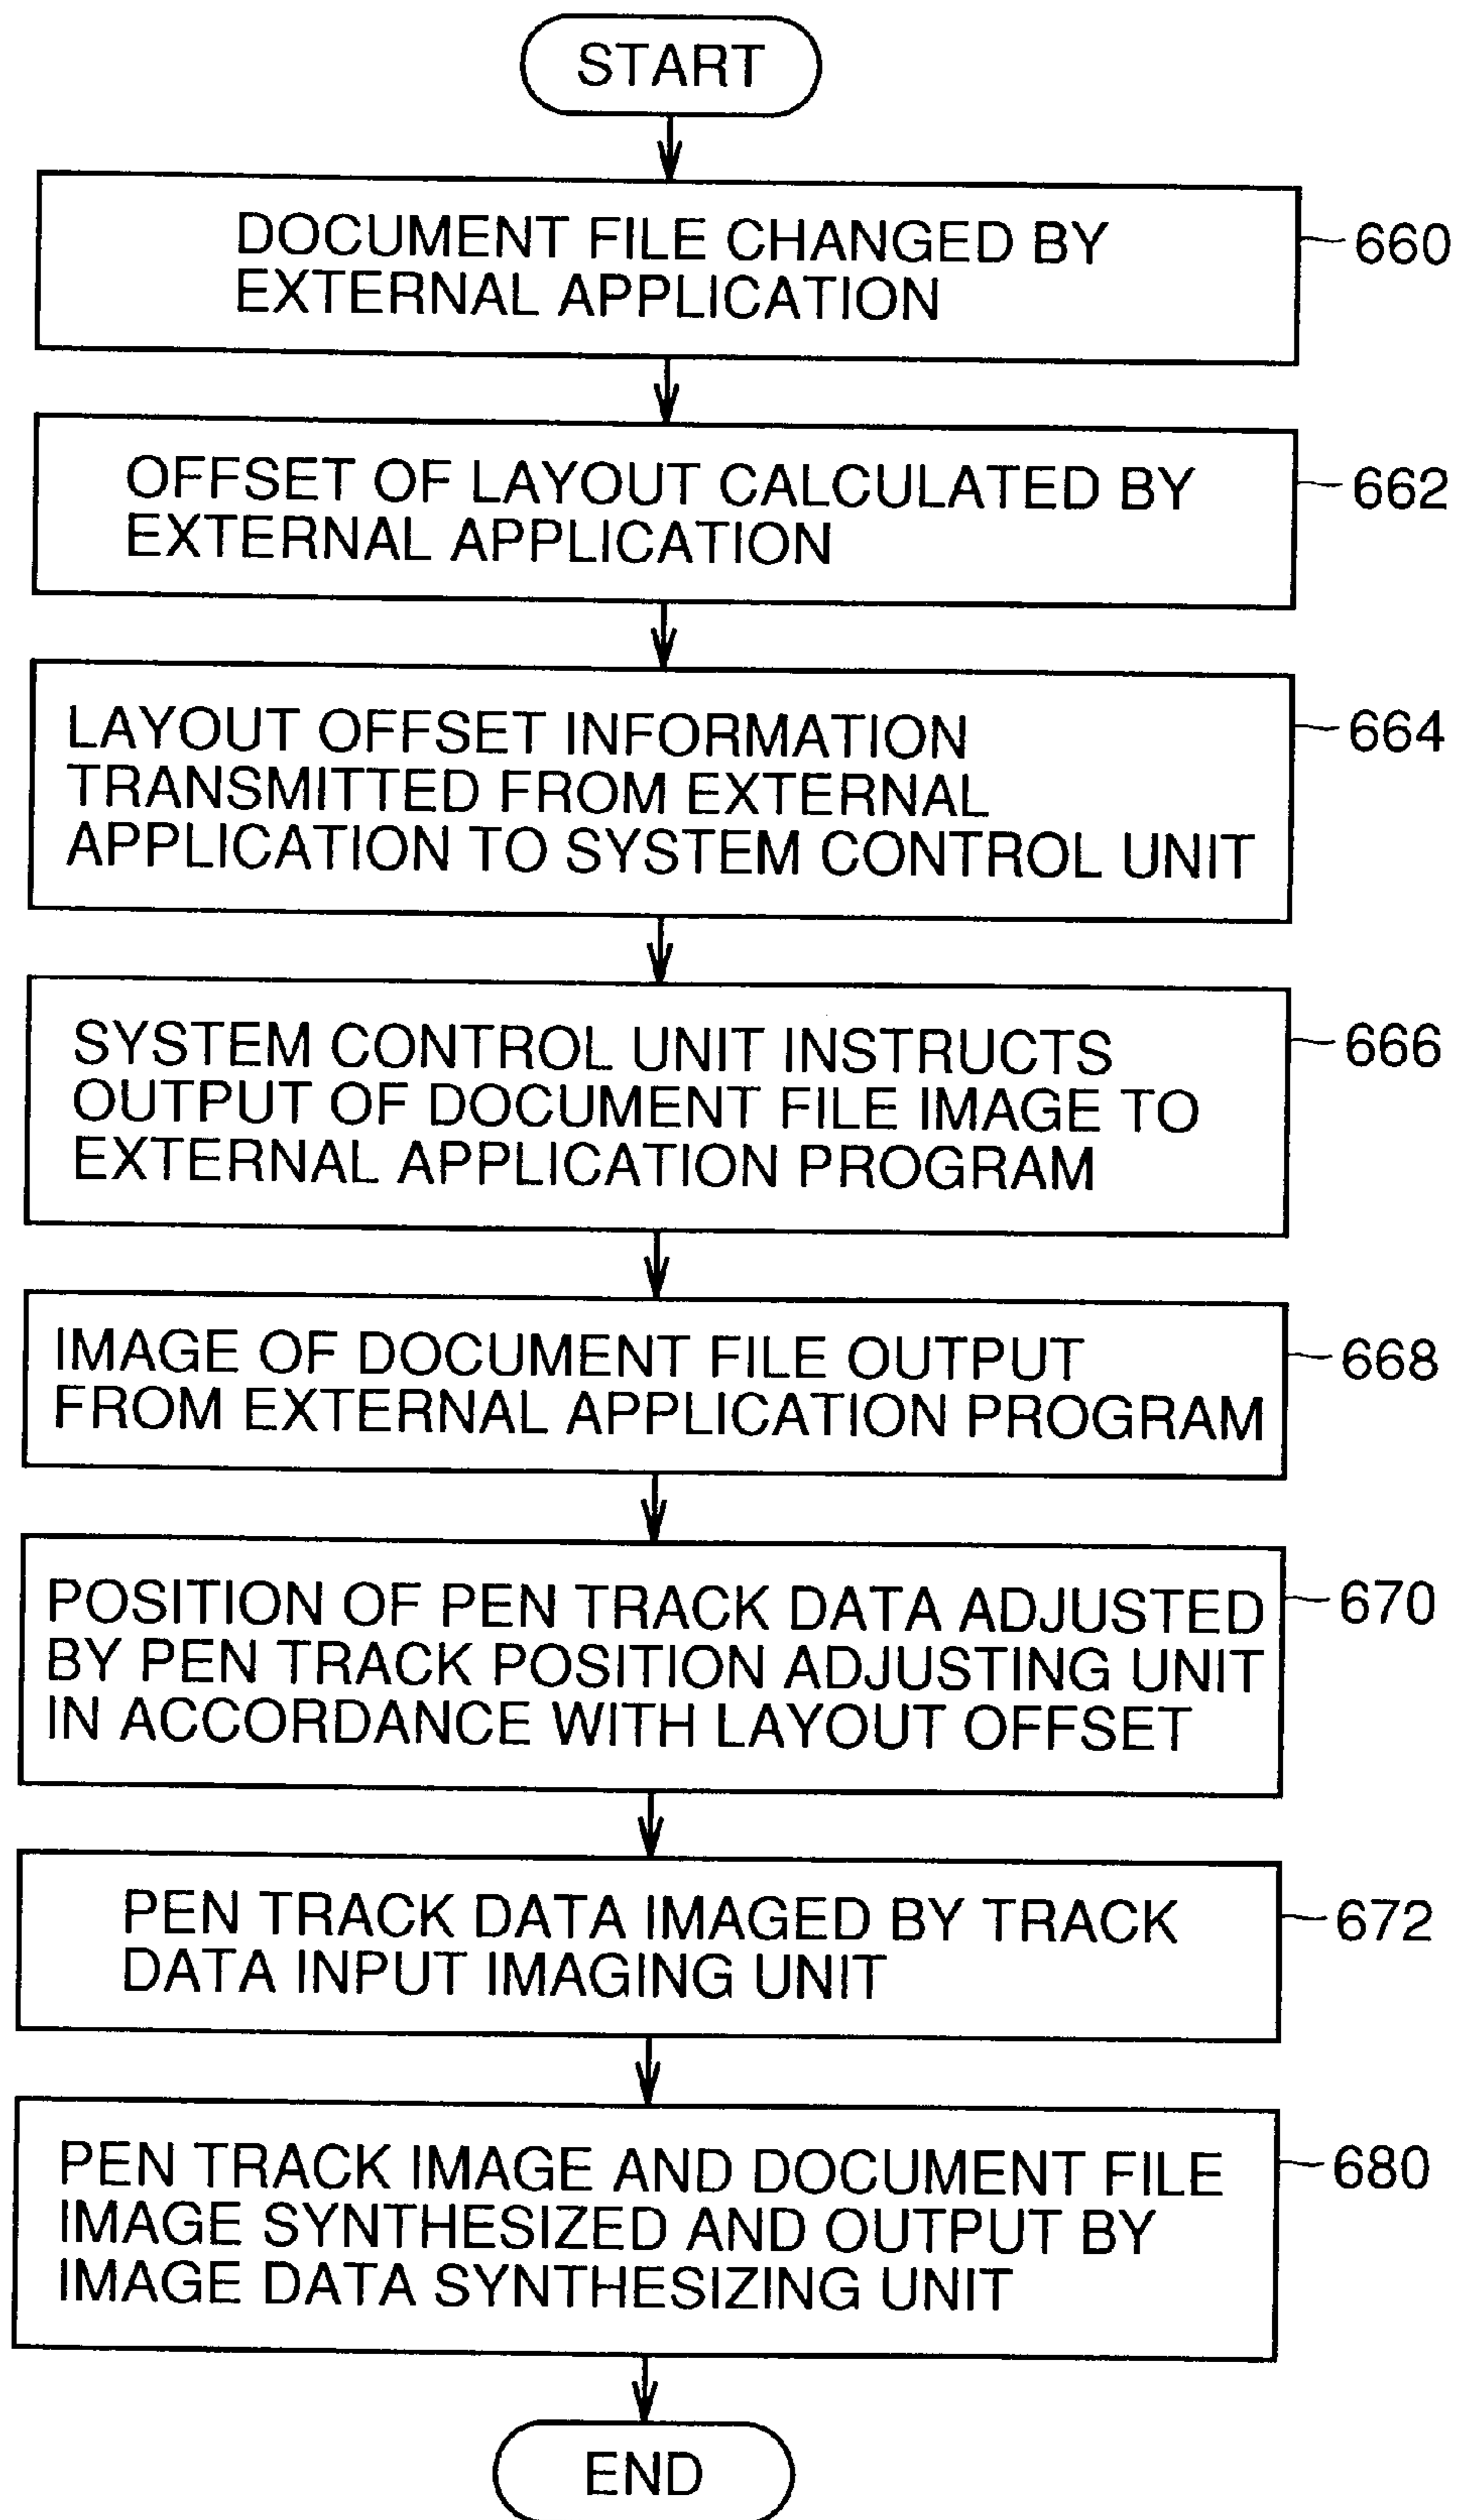 START
DOCUMENT FILE CHANGED BY
EXTERNAL APPLICATION
660
OFFSET OF LAYOUT CALCULATED BY
EXTERNAL APPLICATION
662
LAYOUT OFFSET INFORMATION
TRANSMITTED FROM EXTERNAL
APPLICATION TO SYSTEM CONTROL UNIT
664
SYSTEM CONTROL UNIT INSTRUCTS
OUTPUT OF DOCUMENT FILE IMAGE TO
EXTERNAL APPLICATION PROGRAM
666
IMAGE OF DOCUMENT FILE OUTPUT
FROM EXTERNAL APPLICATION PROGRAM
668
POSITION OF PEN TRACK DATA ADJUSTED
BY PEN TRACK POSITION ADJUSTING UNIT
IN ACCORDANCE WITH LAYOUT OFFSET
670
PEN TRACK DATA IMAGED BY TRACK
DATA INPUT IMAGING UNIT
672
PEN TRACK IMAGE AND DOCUMENT FILE
IMAGE SYNTHESIZED AND OUTPUT BY
IMAGE DATA SYNTHESIZING UNIT
680
END